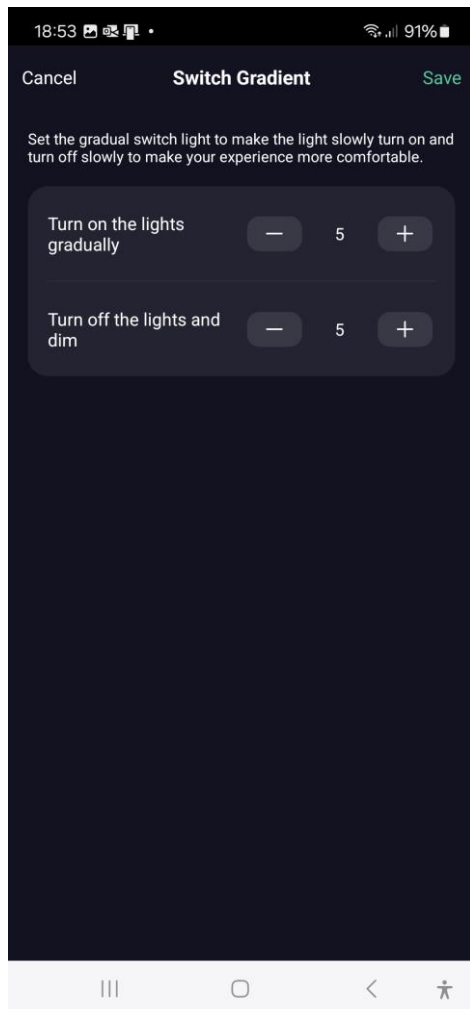 18:53 91%
Cancel Switch Gradient Save
Set the gradual switch light to make the light slowly turn on and
turn off slowly to make your experience more comfortable.
Turn on the lights
gradually
− 5 +
Turn off the lights and
dim
− 5 +